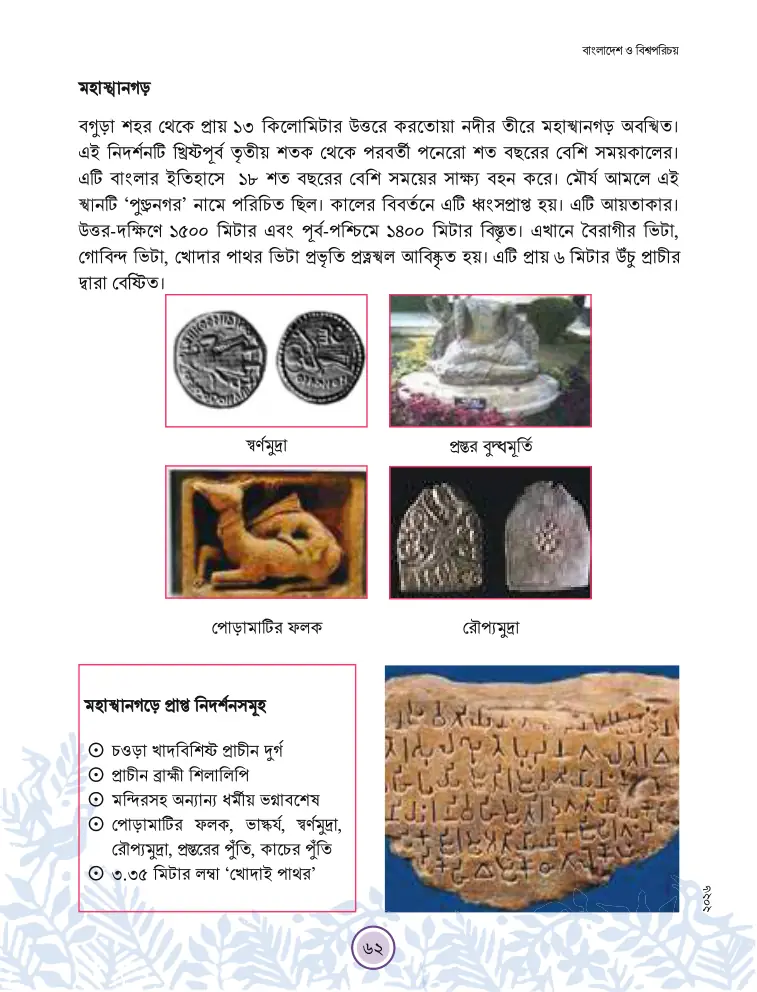 বাংলাদেশ ও বিশ্বপরিচয়
মহাস্থানগড়
বগুড়া শহর থেকে প্রায় ১৩ কিলোমিটার উত্তরে করতোয়া নদীর তীরে মহাস্থানগড় অবস্থিত।
এই নিদর্শনটি খ্রিষ্টপূর্ব তৃতীয় শতক থেকে পরবর্তী পনেরো শত বছরের বেশি সময়কালের।
এটি বাংলার ইতিহাসে ১৮ শত বছরের বেশি সময়ের সাক্ষ্য বহন করে। মৌর্য আমলে এই
স্থানটি ‘পুণ্ড্রনগর’ নামে পরিচিত ছিল। কালের বিবর্তনে এটি ধ্বংসপ্রাপ্ত হয়। এটি আয়তাকার।
উত্তর-দক্ষিণে ১৫০০ মিটার এবং পূর্ব-পশ্চিমে ১৪০০ মিটার বিস্তৃত। এখানে বৈরাগীর ভিটা,
গোবিন্দ ভিটা, খোদার পাথর ভিটা প্রভৃতি প্রত্নস্থল আবিষ্কৃত হয়। এটি প্রায় ৬ মিটার উঁচু প্রাচীর
দ্বারা বেষ্টিত।
স্বর্ণমুদ্রা
প্রস্তর বুদ্ধমূর্তি
পোড়ামাটির ফলক
রৌপ্যমুদ্রা
মহাস্থানগড়ে প্রাপ্ত নিদর্শনসমূহ
চওড়া খাদবিশিষ্ট প্রাচীন দুর্গ
প্রাচীন ব্রাহ্মী শিলালিপি
মন্দিরসহ অন্যান্য ধর্মীয় ভগ্নাবশেষ
পোড়ামাটির ফলক, ভাস্কর্য, স্বর্ণমুদ্রা,
রৌপ্যমুদ্রা, প্রস্তরের পুঁতি, কাচের পুঁতি
৩.৩৫ মিটার লম্বা ‘খোদাই পাথর’
২০২৬
৬২